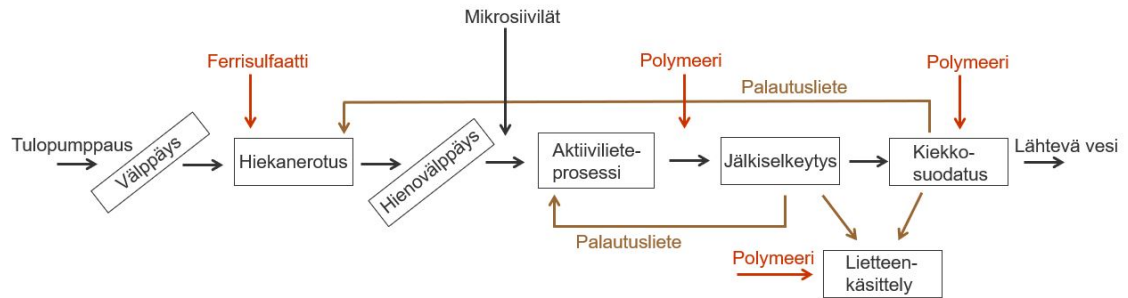 Mikrosiivilät
Ferrisulfaatti
Polymeeri
Polymeeri
Palautusliete
Tulopumppaus
Välppäys
Hiekanerotus
Hienovälppäys
Aktiiviliete-
prosessi
Jälkiselkeytys
Kiekko-
suodatus
Lähtevä vesi
Palautusliete
Polymeeri
Lietteen-
käsittely